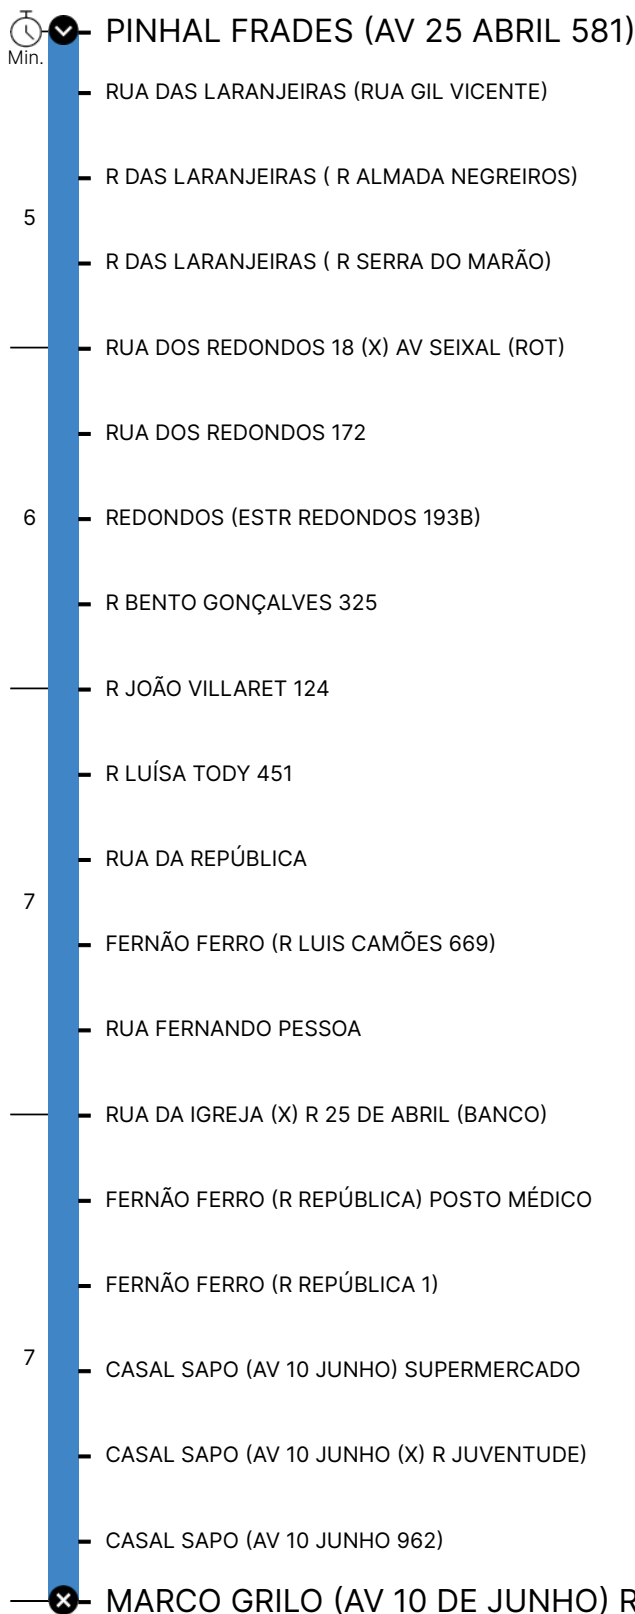 PINHAL FRADES (AV 25 ABRIL 581)
Min.
RUA DAS LARANJEIRAS (RUA GIL VICENTE)
R DAS LARANJEIRAS ( R ALMADA NEGREIROS)
5
R DAS LARANJEIRAS ( R SERRA DO MARÃO)
RUA DOS REDONDOS 18 (X) AV SEIXAL (ROT)
RUA DOS REDONDOS 172
6 REDONDOS (ESTR REDONDOS 193B)
R BENTO GONÇALVES 325
R JOÃO VILLARET 124
R LUÍSA TODY 451
RUA DA REPÚBLICA
7
FERNÃO FERRO (R LUIS CAMÕES 669)
RUA FERNANDO PESSOA
RUA DA IGREJA (X) R 25 DE ABRIL (BANCO)
FERNÃO FERRO (R REPÚBLICA) POSTO MÉDICO
FERNÃO FERRO (R REPÚBLICA 1)
7
CASAL SAPO (AV 10 JUNHO) SUPERMERCADO
CASAL SAPO (AV 10 JUNHO (X) R JUVENTUDE)
CASAL SAPO (AV 10 JUNHO 962)
MARCO GRILO (AV 10 DE JUNHO) R